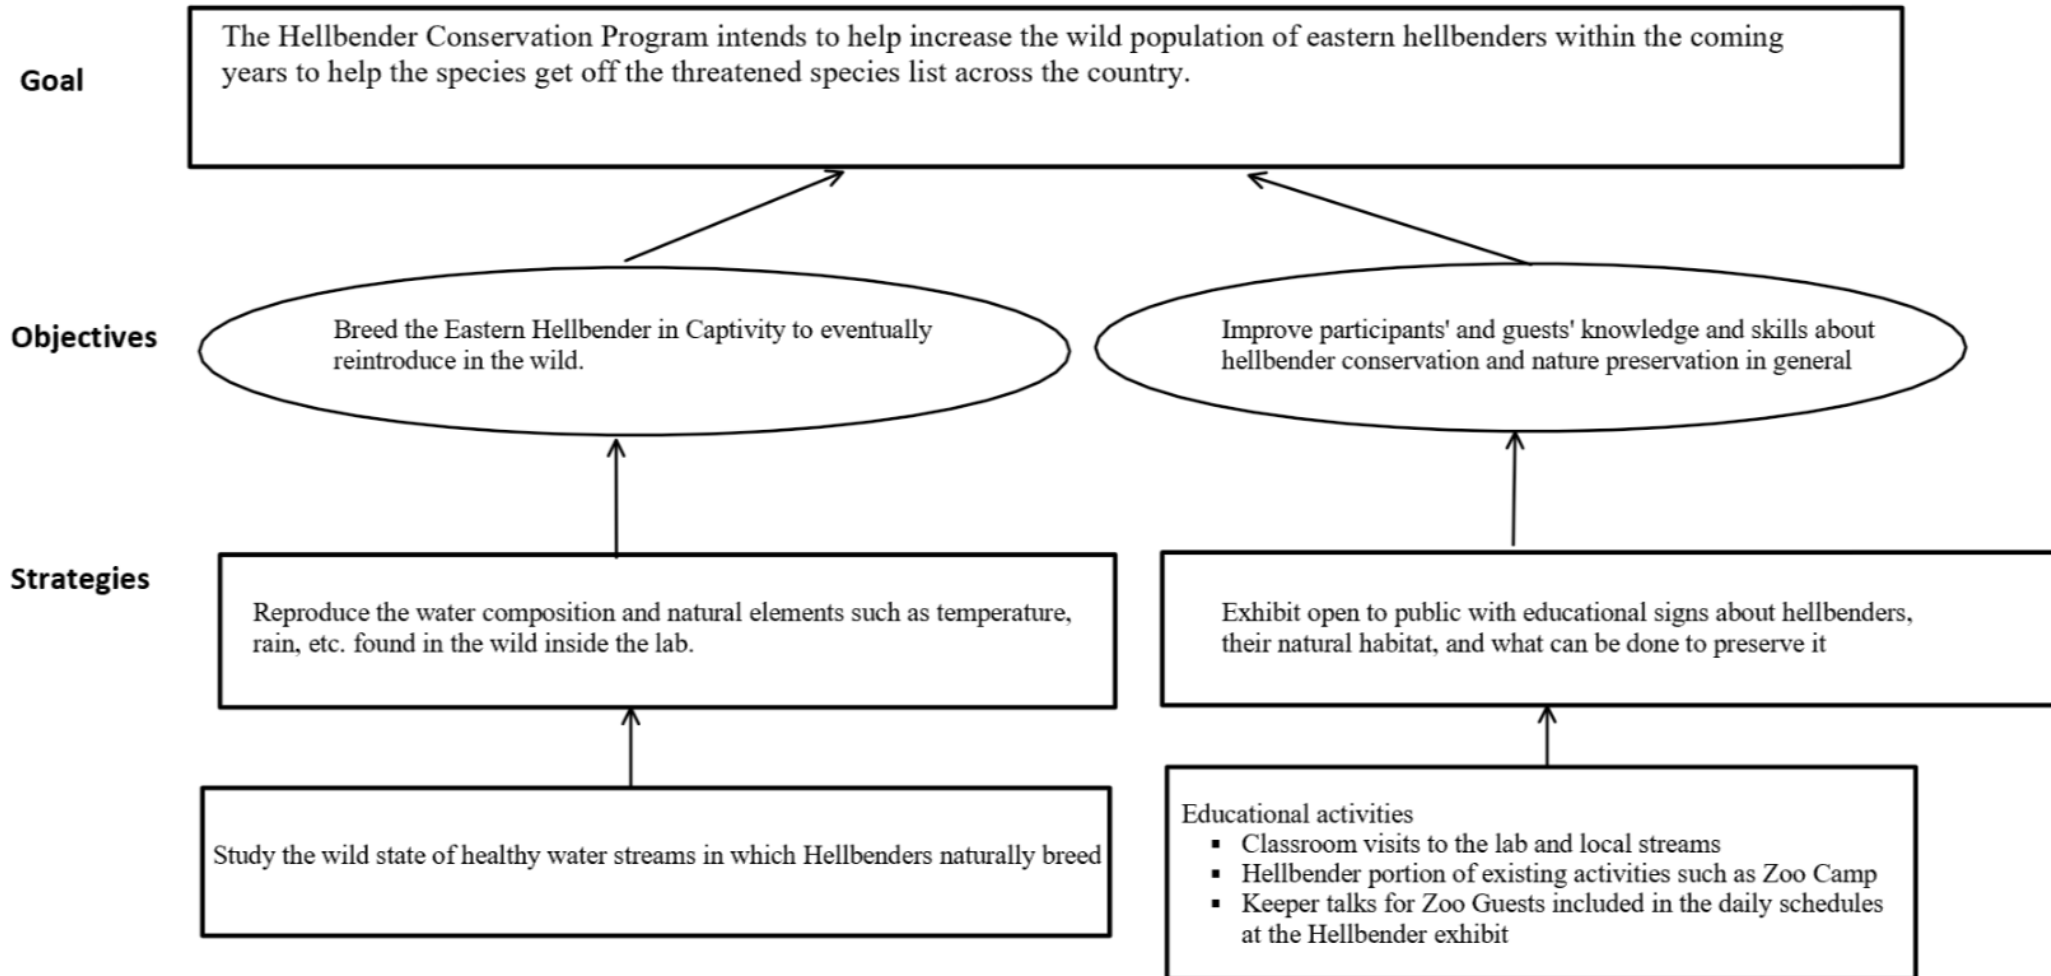 Goal
The Hellbender Conservation Program intends to help increase the wild population of eastern hellbenders within the coming
years to help the species get off the threatened species list across the country.
Objectives
Breed the Eastern Hellbender in Captivity to eventually
reintroduce in the wild.
Improve participants' and guests' knowledge and skills about
hellbender conservation and nature preservation in general
Strategies
Reproduce the water composition and natural elements such as temperature,
rain, etc. found in the wild inside the lab.
Exhibit open to public with educational signs about hellbenders,
their natural habitat, and what can be done to preserve it
Study the wild state of healthy water streams in which Hellbenders naturally breed
Educational activities
▪ Classroom visits to the lab and local streams
▪ Hellbender portion of existing activities such as Zoo Camp
▪ Keeper talks for Zoo Guests included in the daily schedules
at the Hellbender exhibit